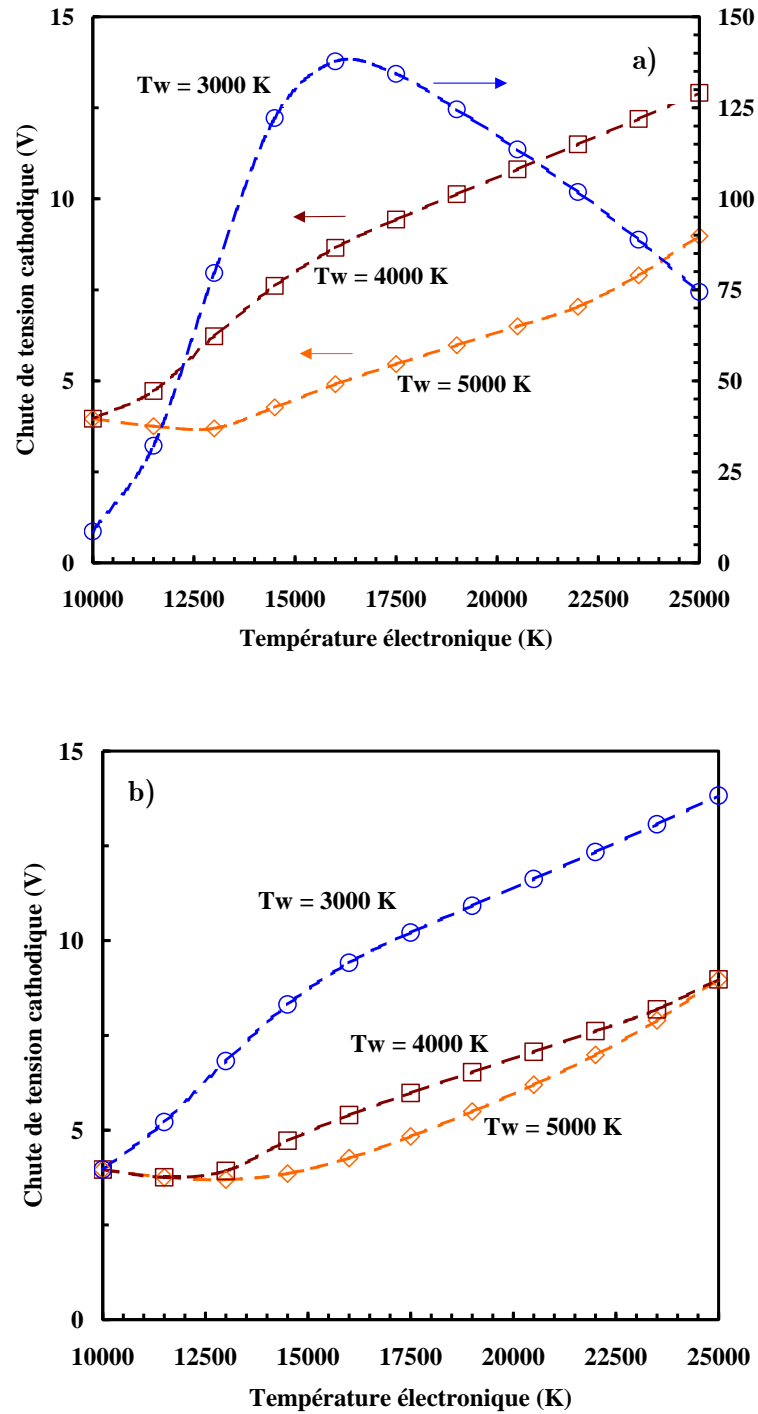 15
150
a)
Tw = 3000 K
125
10
100
Tw = 4000 K
75
5
50
Tw = 5000 K
25
0
0
10000 12500 15000 17500 20000 22500 25000
Chute de tension cathodique (V)
Température électronique (K)
15
b)
Tw = 3000 K
10
Tw = 4000 K
5
Tw = 5000 K
0
10000 12500 15000 17500 20000 22500 25000
Chute de tension cathodique (V)
Température électronique (K)